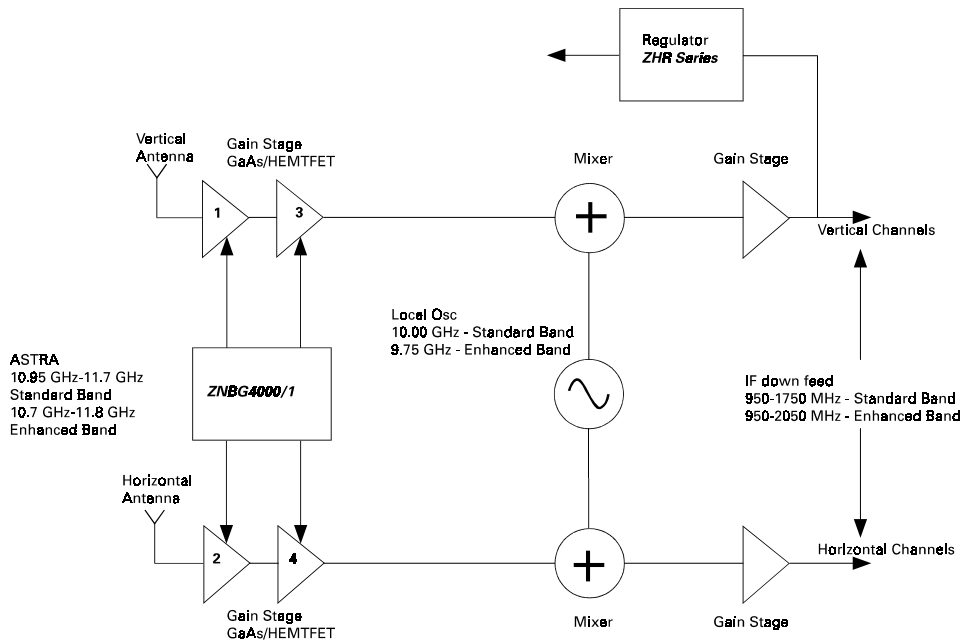 Regulator
ZHR Series
Vertical
Antenna
Gain Stage
GaAs/HEMTFET
Mixer
Gain Stage
1
3
Vertical Channels
Local Osc
10.00 GHz - Standard Band
9.75 GHz - Enhanced Band
ASTRA
10.95 GHz-11.7 GHz
Standard Band
10.7 GHz-11.8 GHz
Enhanced Band
ZNBG4000/1
IF down feed
950-1750 MHz - Standard Band
950-2050 MHz - Enhanced Band
Horizontal
Antenna
2
4
Horizontal Channels
Gain Stage
GaAs/HEMTFET
Mixer
Gain Stage